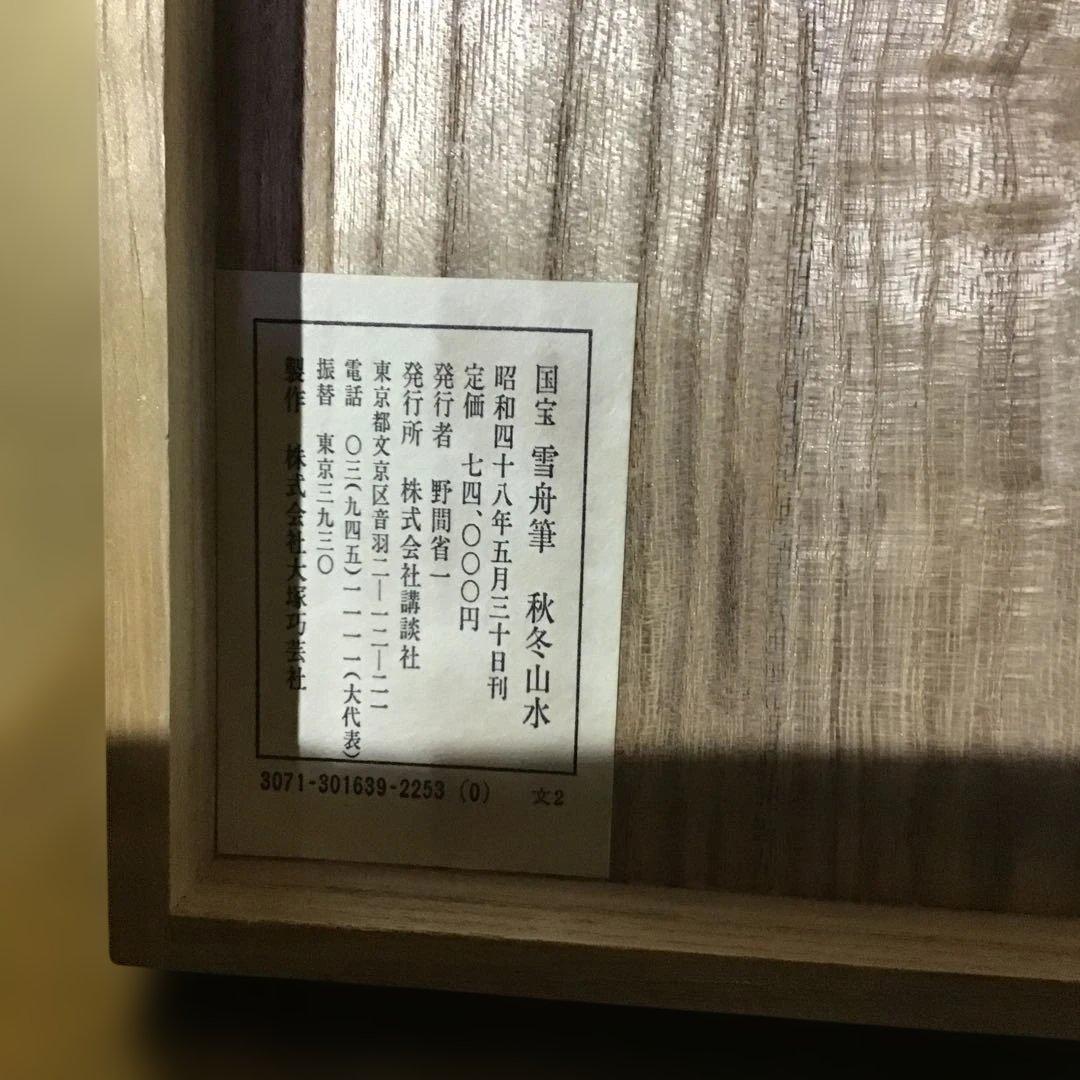 国宝 雪舟筆 秋冬山水
昭和四十八年五月三十日刊
定価 七四、〇〇〇円
発行者 野間省一
発行所 株式会社講談社
東京都文京区音羽二―一二―二一
電話 〇三(九四五)一一一一(大代表)
振替 東京三九三〇
製作 株式会社大塚巧芸社
3071-301639-2253 (0) 文2